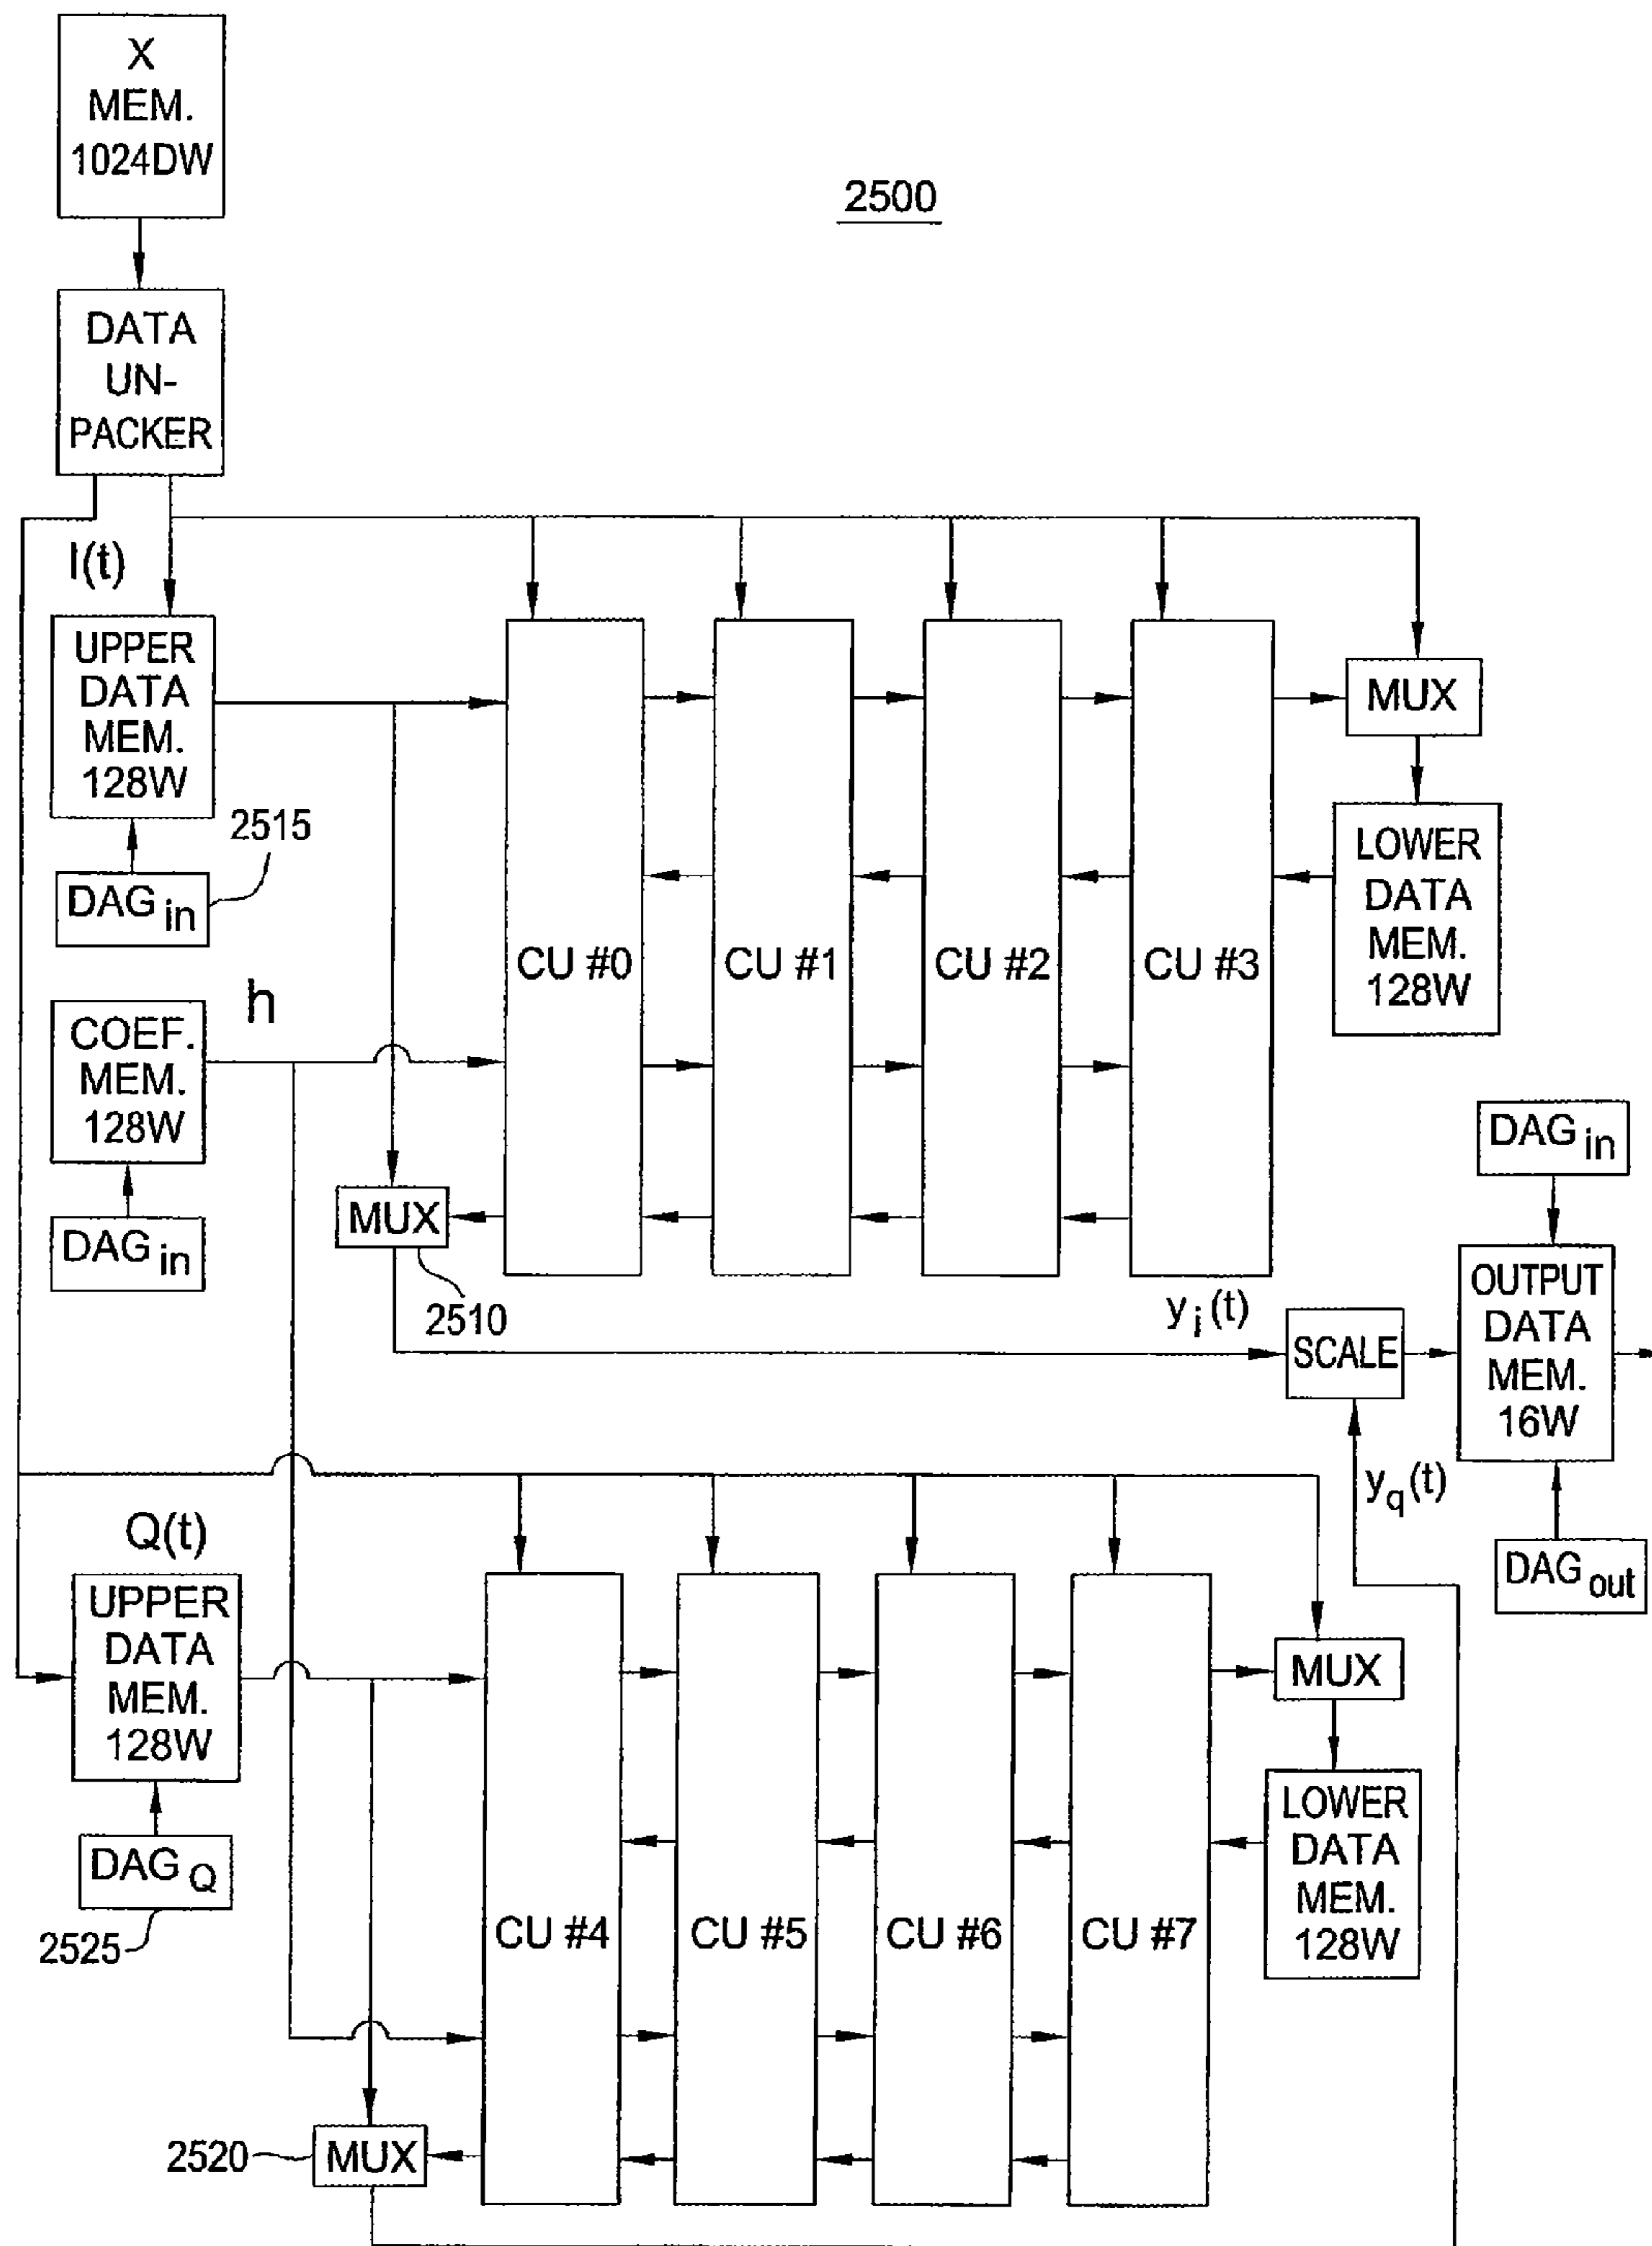 X
MEM.
1024DW
2500
DATA
UN-
PACKER
I(t)
UPPER
DATA
MEM.
128W
MUX
2515
DAG in
LOWER
DATA
MEM.
128W
CU #0
CU #1
CU #2
CU #3
h
COEF.
MEM.
128W
DAG in
DAG in
MUX
2510
yi(t)
SCALE
OUTPUT
DATA
MEM.
16W
yq(t)
Q(t)
DAG out
UPPER
DATA
MEM.
128W
MUX
DAG Q
2525
LOWER
DATA
MEM.
128W
CU #4
CU #5
CU #6
CU #7
2520
MUX